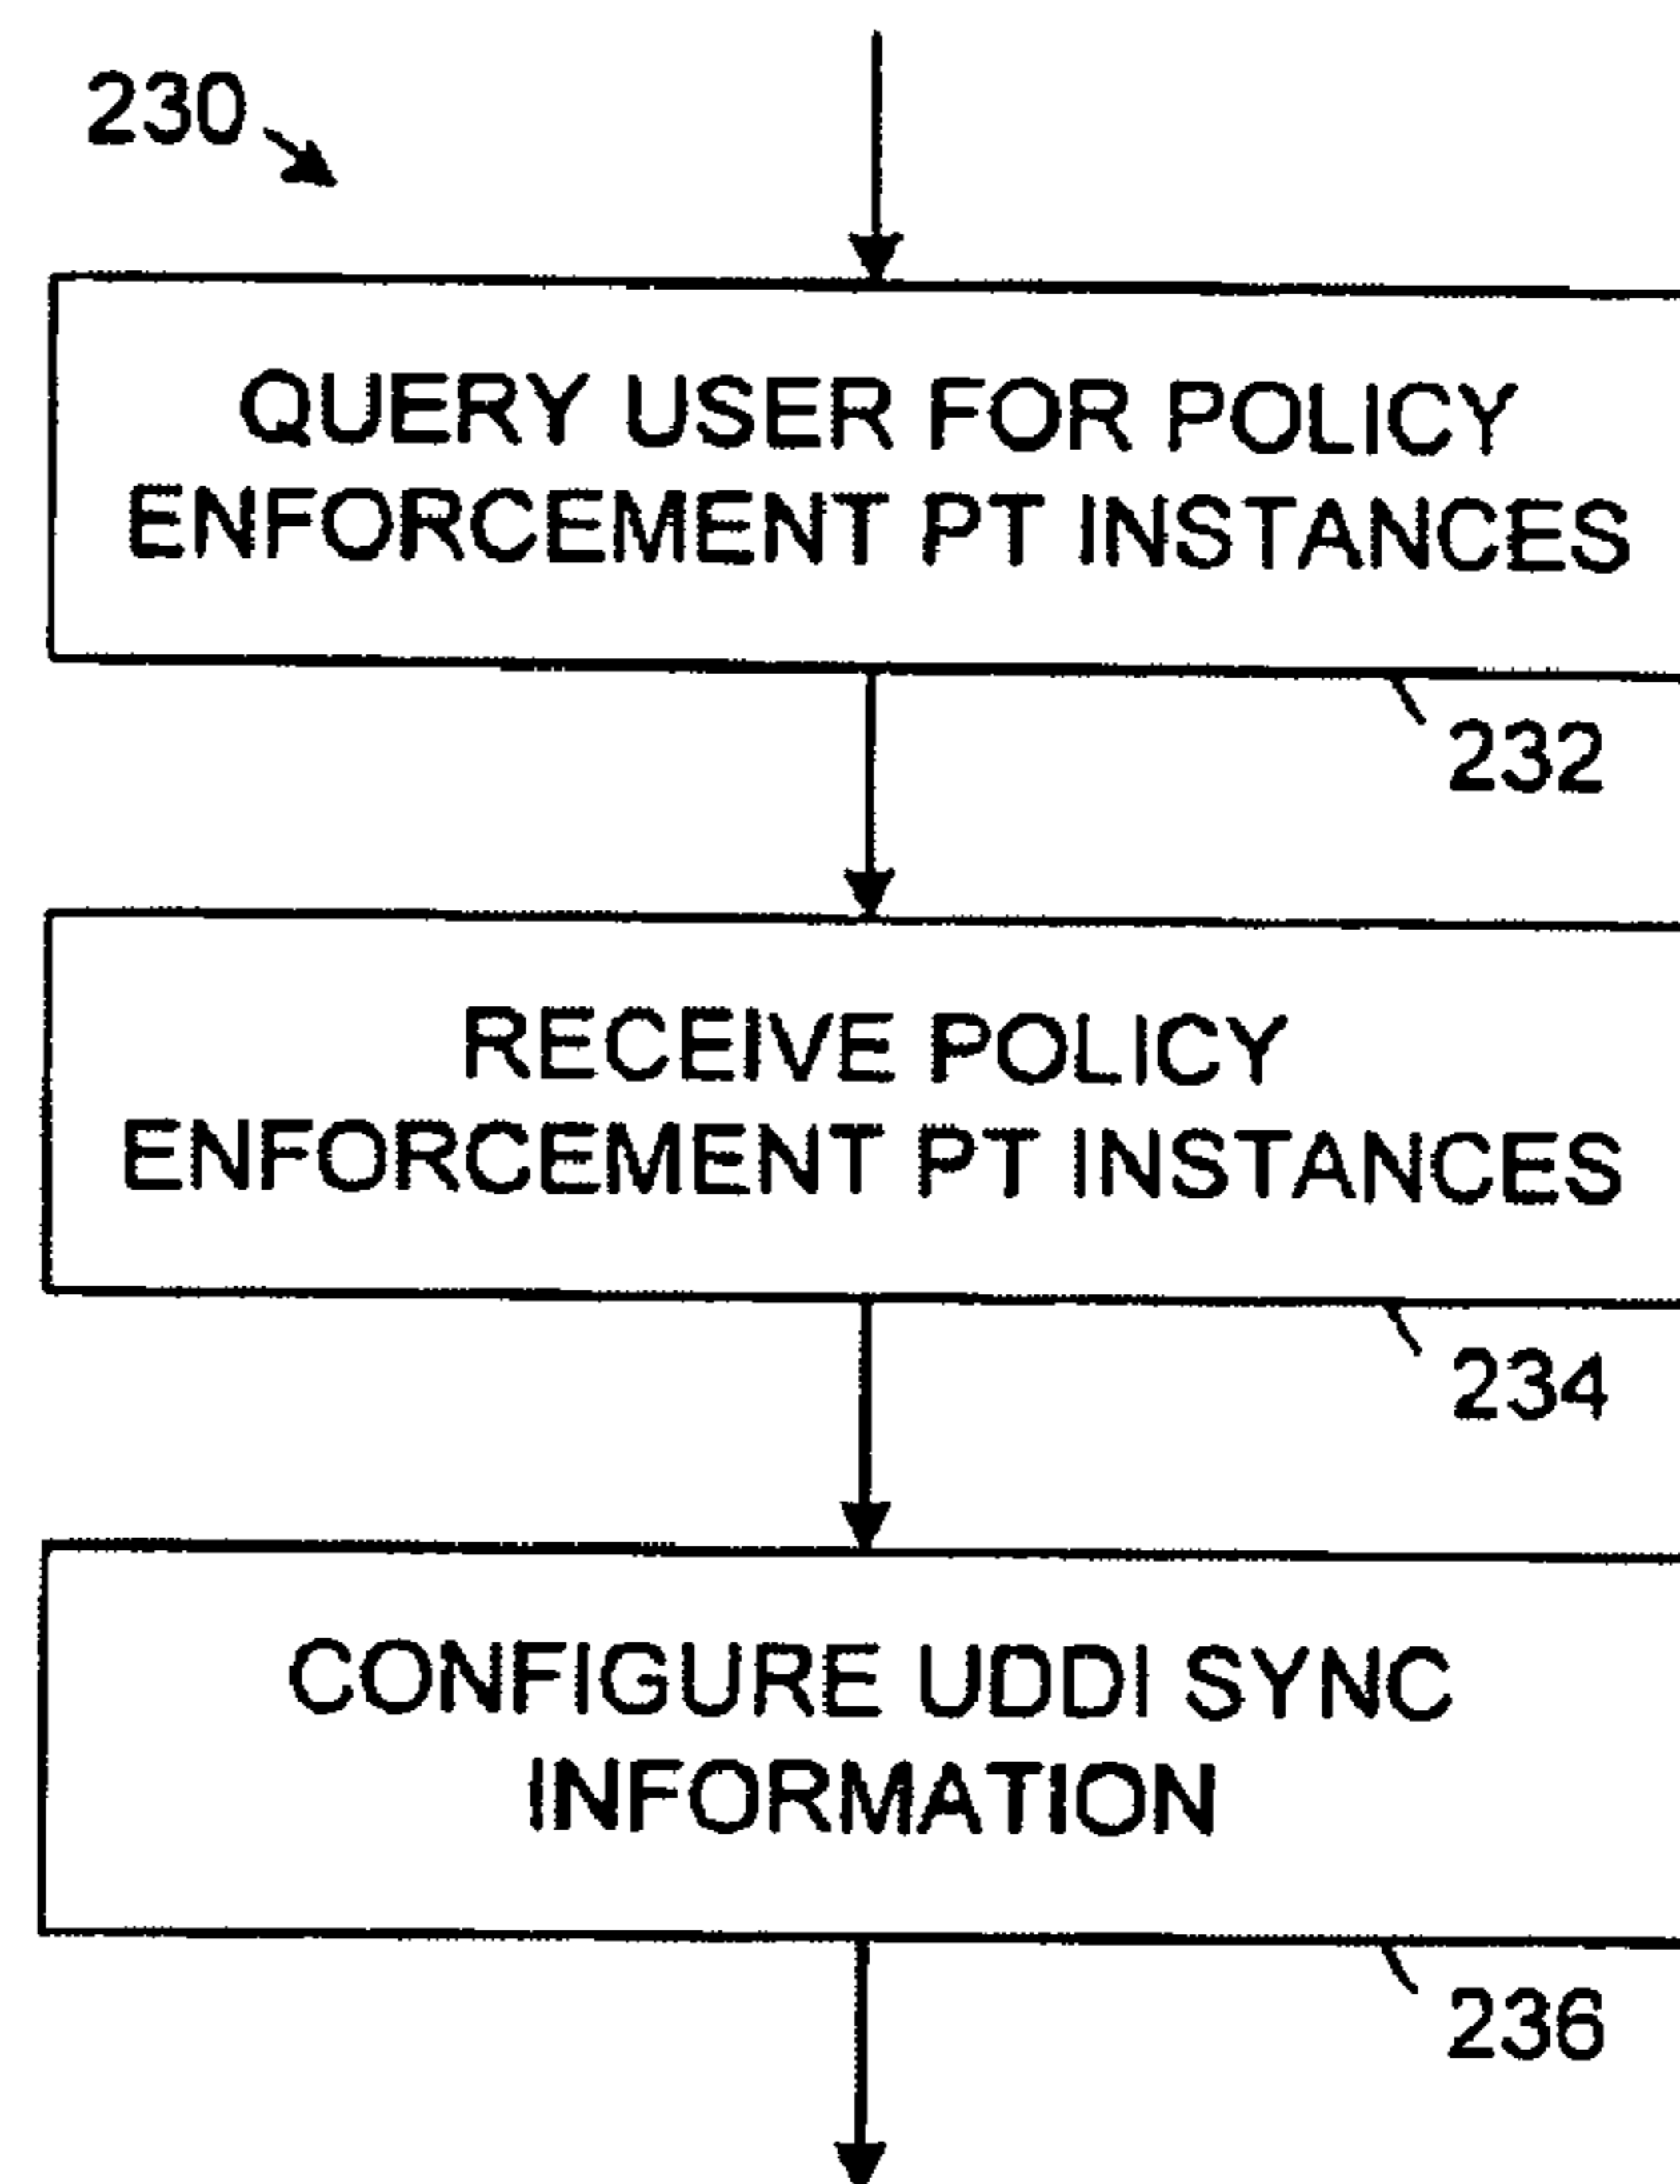 230
QUERY USER FOR POLICY
ENFORCEMENT PT INSTANCES
232
RECEIVE POLICY
ENFORCEMENT PT INSTANCES
234
CONFIGURE UDDI SYNC
INFORMATION
236